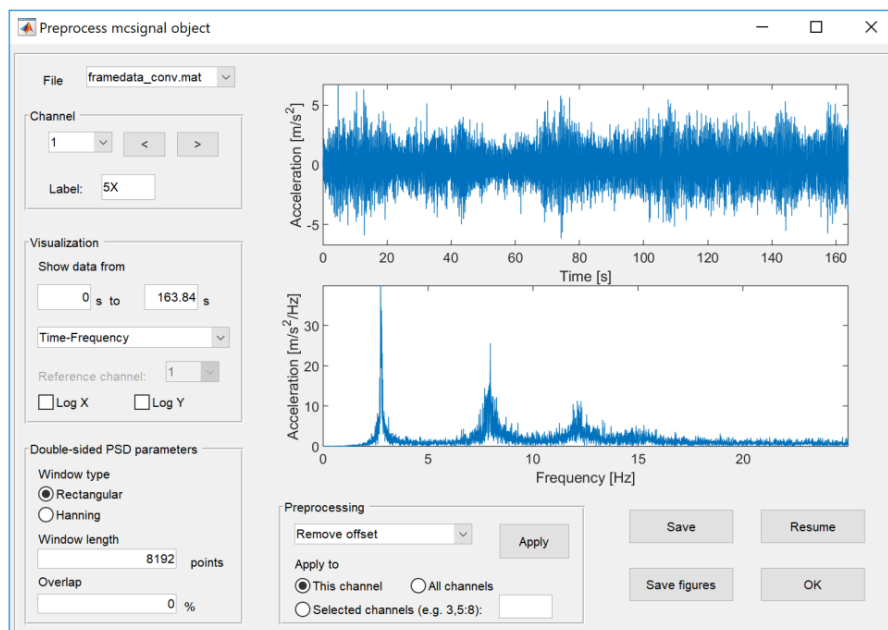 Preprocess mcsignal object
File framedata_conv.mat
Channel
1 < >
Label: 5X
Visualization
Show data from
0 s to 163.84 s
Time-Frequency
Reference channel: 1
Log X Log Y
Double-sided PSD parameters
Window type
Rectangular
Hanning
Window length
8192 points
Overlap
0 %
Acceleration [m/s²]
5
0
-5
0 20 40 60 80 100 120 140 160
Time [s]
Acceleration [m/s²/Hz]
30
20
10
0
0 5 10 15 20
Frequency [Hz]
Preprocessing
Remove offset
Apply
Apply to
This channel All channels
Selected channels (e.g. 3,5:8):
Save Resume
Save figures OK